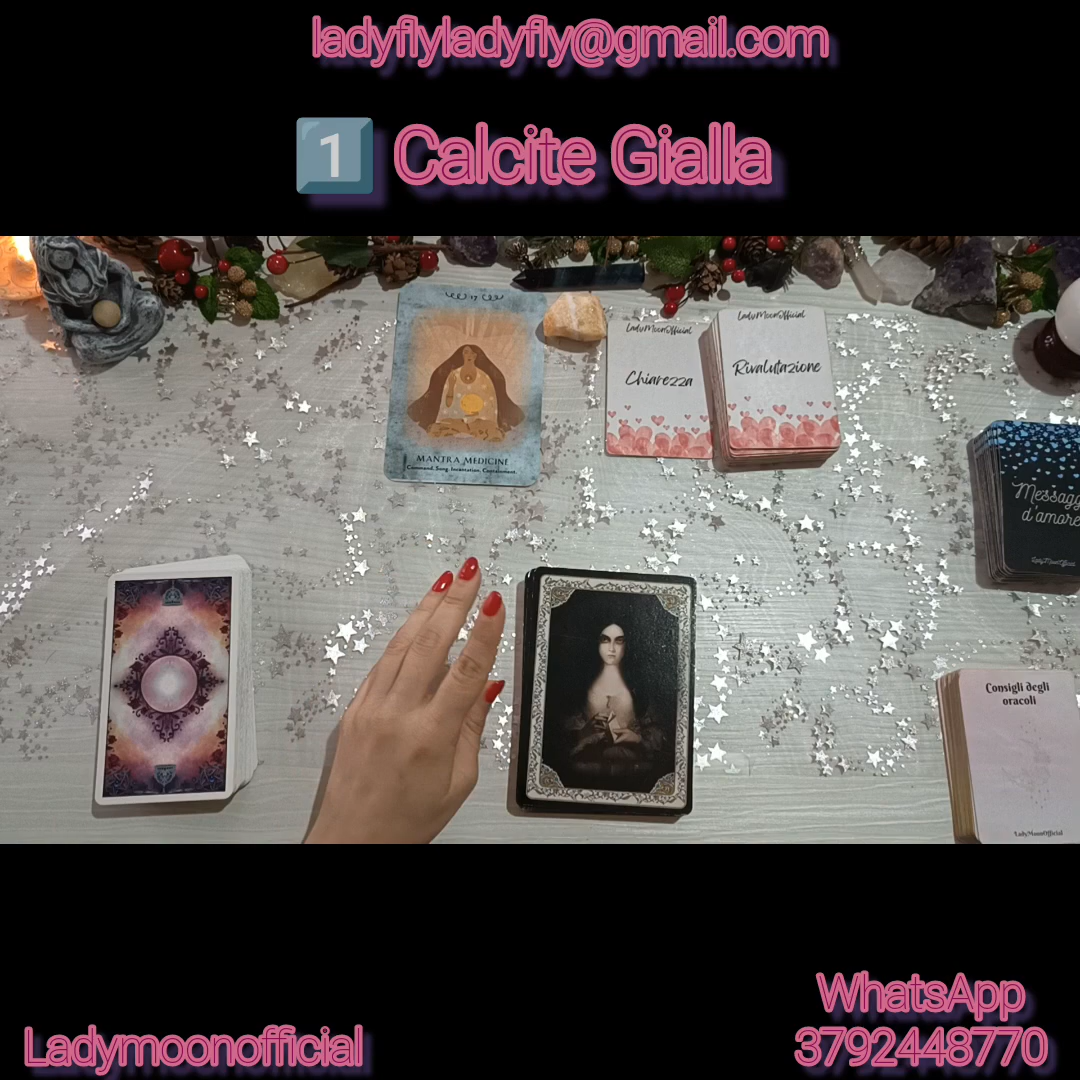 ladyflyladyfly@gmail.com
1 Calcite Gialla
17
MANTRA MEDICINE
Command. Song. Incantation. Containment.
LadyMoonOfficial
Chiarezza
LadyMoonOfficial
Rivalutazione
Messagg
d'amore
LadyMoonOfficial
Consigli degli
oracoli
LadyMoonOfficial
WhatsApp
Ladymoonofficial
3792448770